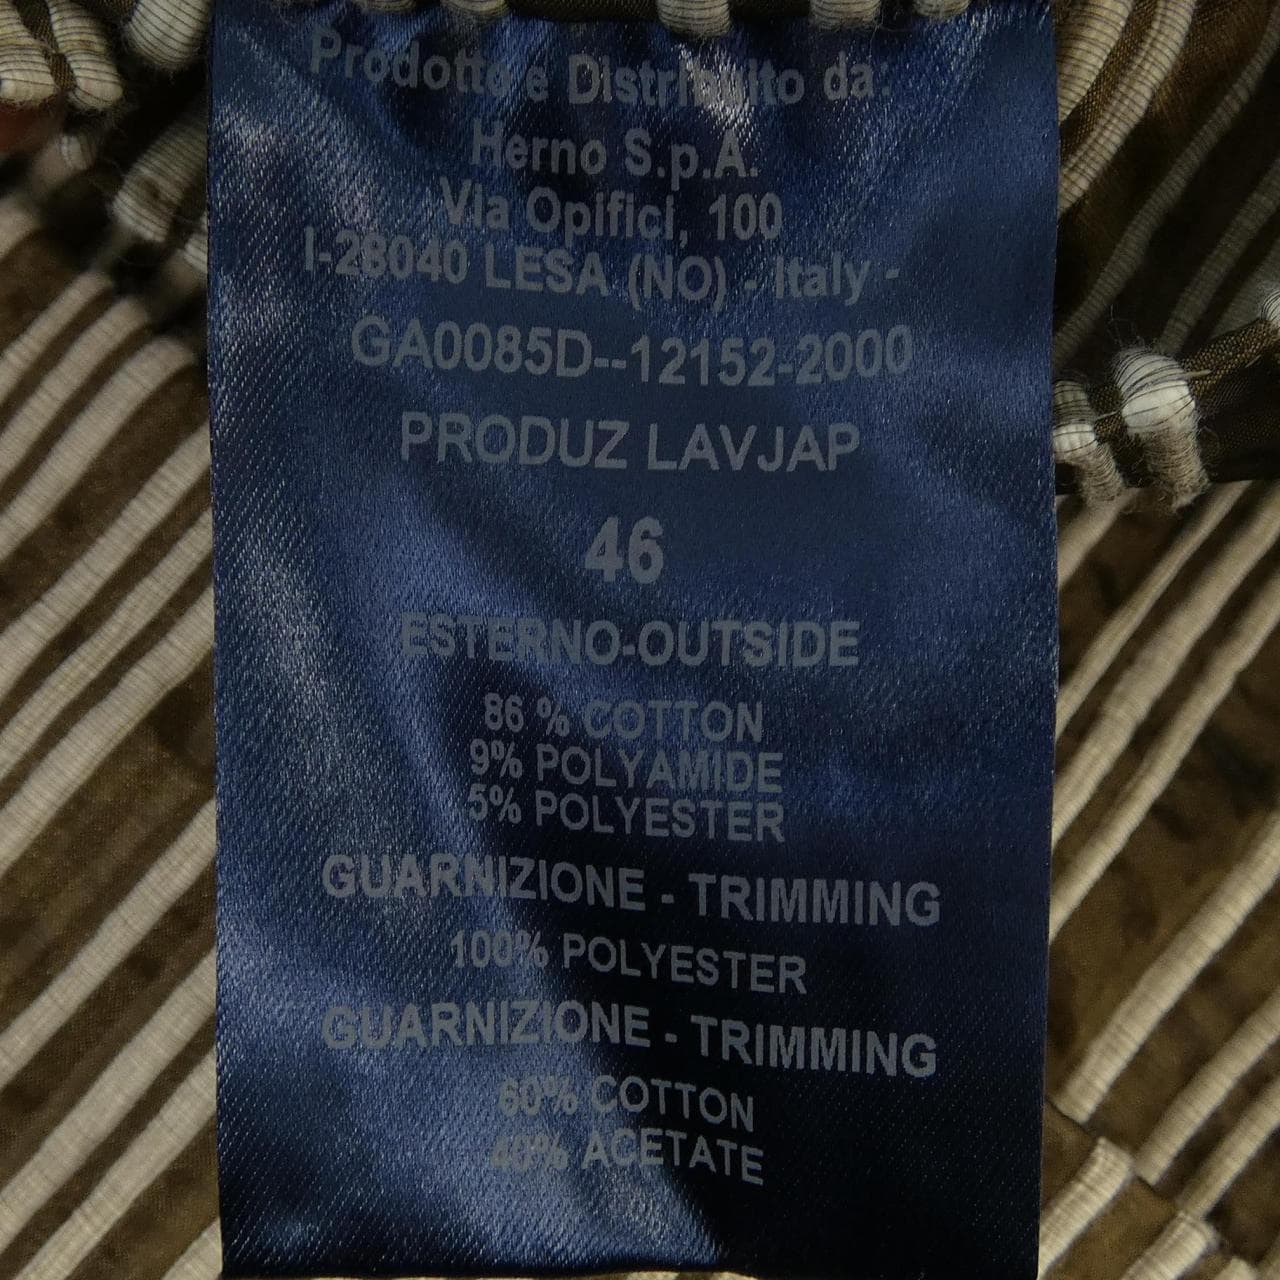 Prodotto e Distribuito da:
Herno S.p.A.
Via Opifici, 100
I-28040 LESA (NO) - Italy -
GA0085D--12152-2000
PRODUZ LAVJAP
46
ESTERNO-OUTSIDE
86 % COTTON
9% POLYAMIDE
5% POLYESTER
GUARNIZIONE - TRIMMING
100% POLYESTER
GUARNIZIONE - TRIMMING
60% COTTON
40% ACETATE